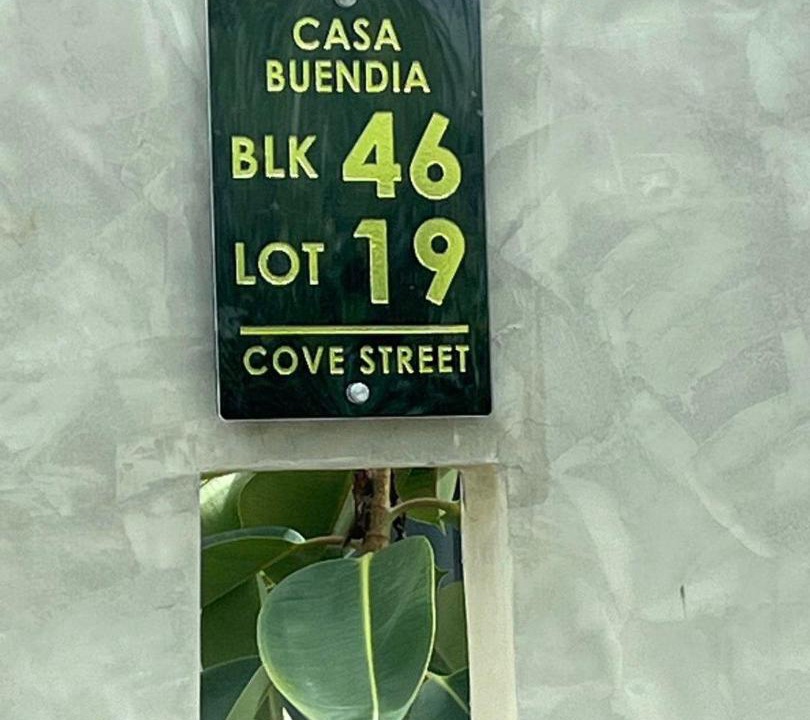 CASA
BUENDIA
BLK 46
LOT 19
COVE STREET